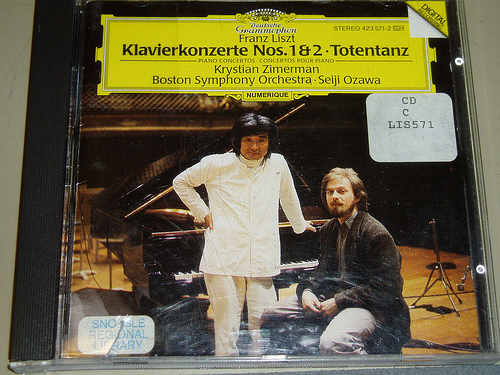 Deutsche
Grammophon
STEREO 423 571-2
DIGITAL
Franz Liszt
Klavierkonzerte Nos. 1 & 2 · Totentanz
PIANO CONCERTOS · CONCERTOS POUR PIANO
Krystian Zimerman
Boston Symphony Orchestra · Seiji Ozawa
NUMERIQUE
CD
C
LIS571
REGIONAL
LIBRARY